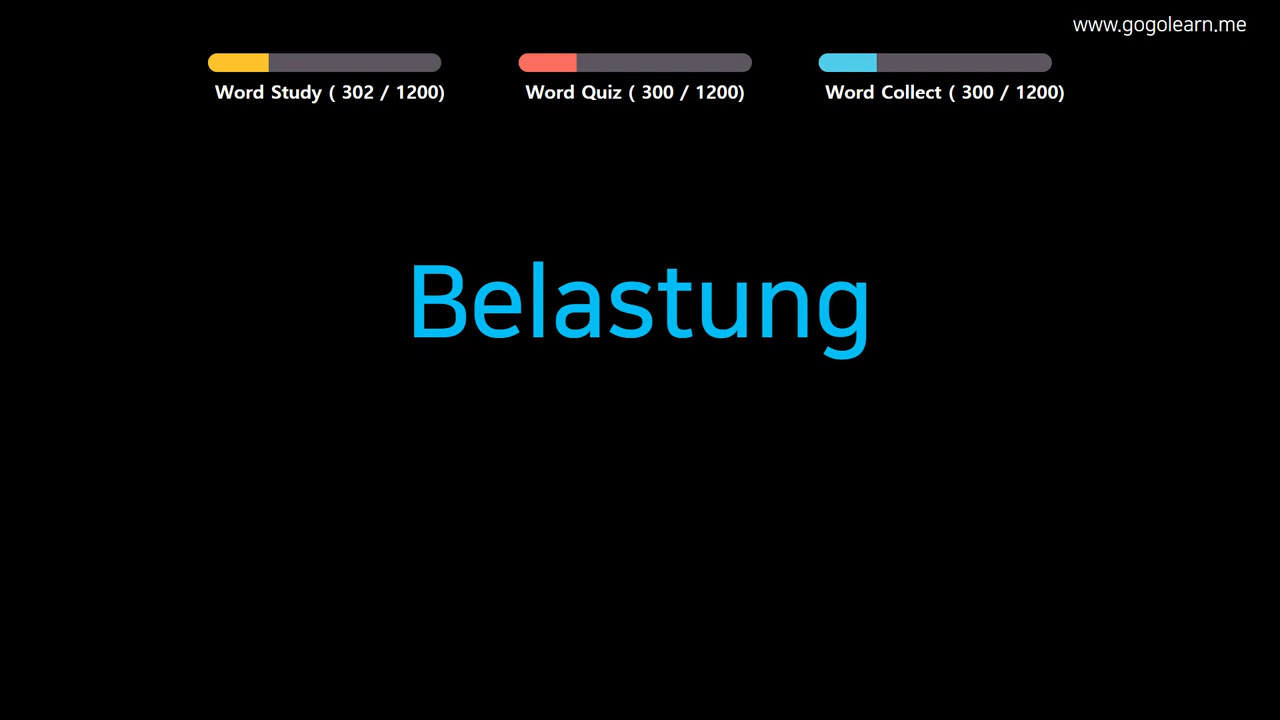 www.gogolearn.me
Word Study ( 302 / 1200)
Word Quiz ( 300 / 1200)
Word Collect ( 300 / 1200)
Belastung